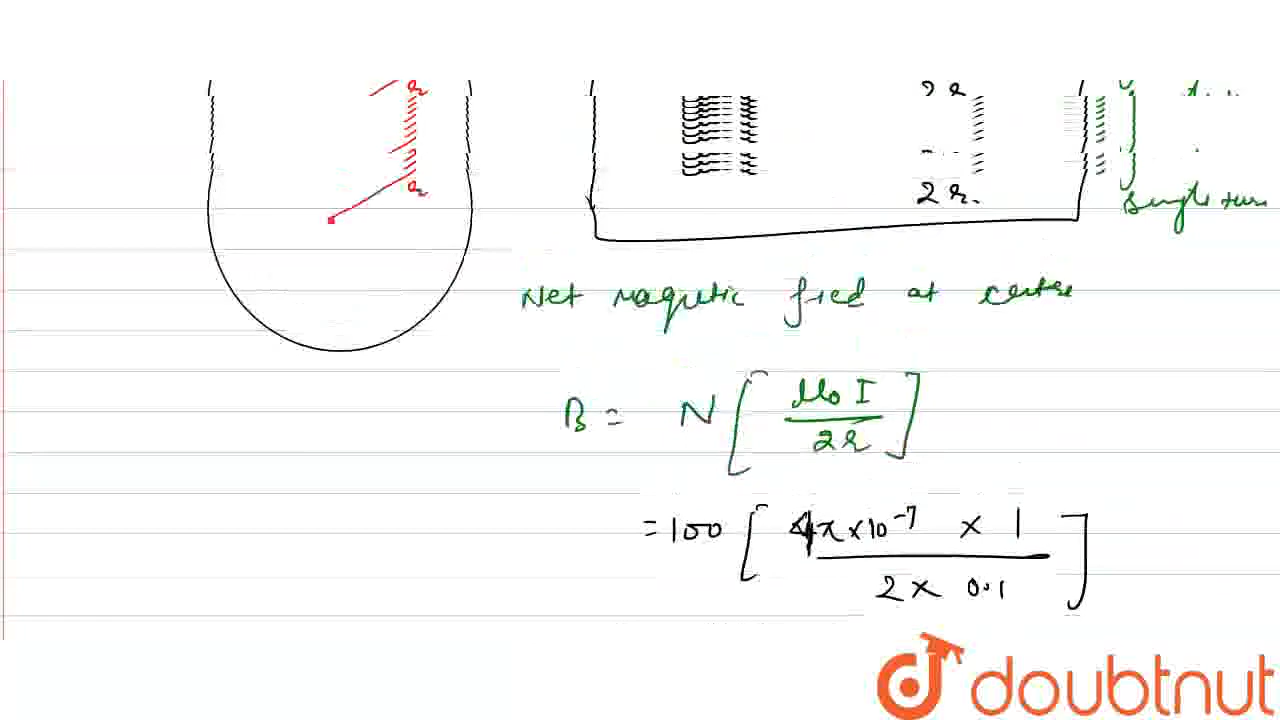 r
2r
r
2r.
single turn
Net magnetic field at centre
B = N [ μ₀ I / 2r ]
= 100 [ 4π × 10⁻⁷ × 1 / 2 × 0.1 ]
doubtnut